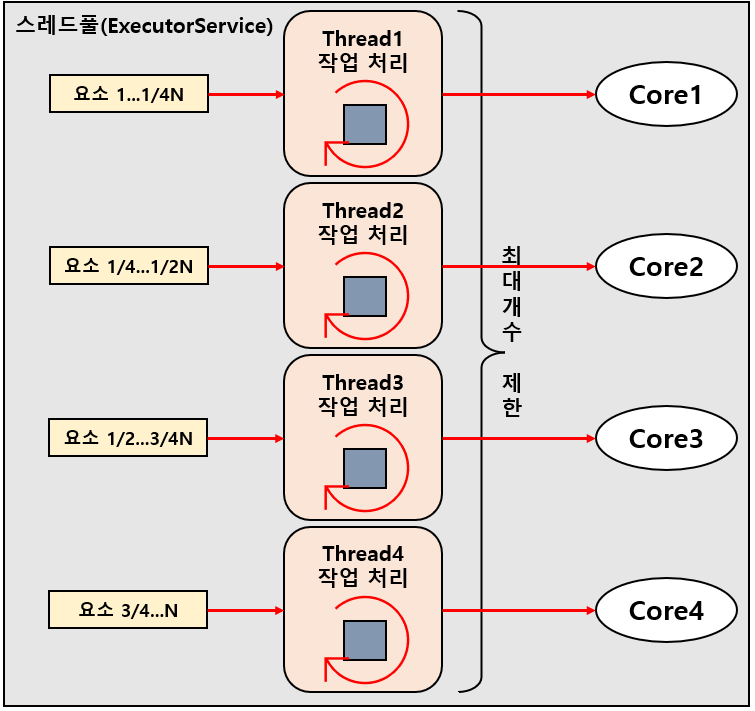 스레드풀(ExecutorService)
Thread1
작업 처리
요소 1...1/4N
Core1
Thread2
작업 처리
요소 1/4...1/2N
Core2
최대개수 제한
Thread3
작업 처리
요소 1/2...3/4N
Core3
Thread4
작업 처리
요소 3/4...N
Core4